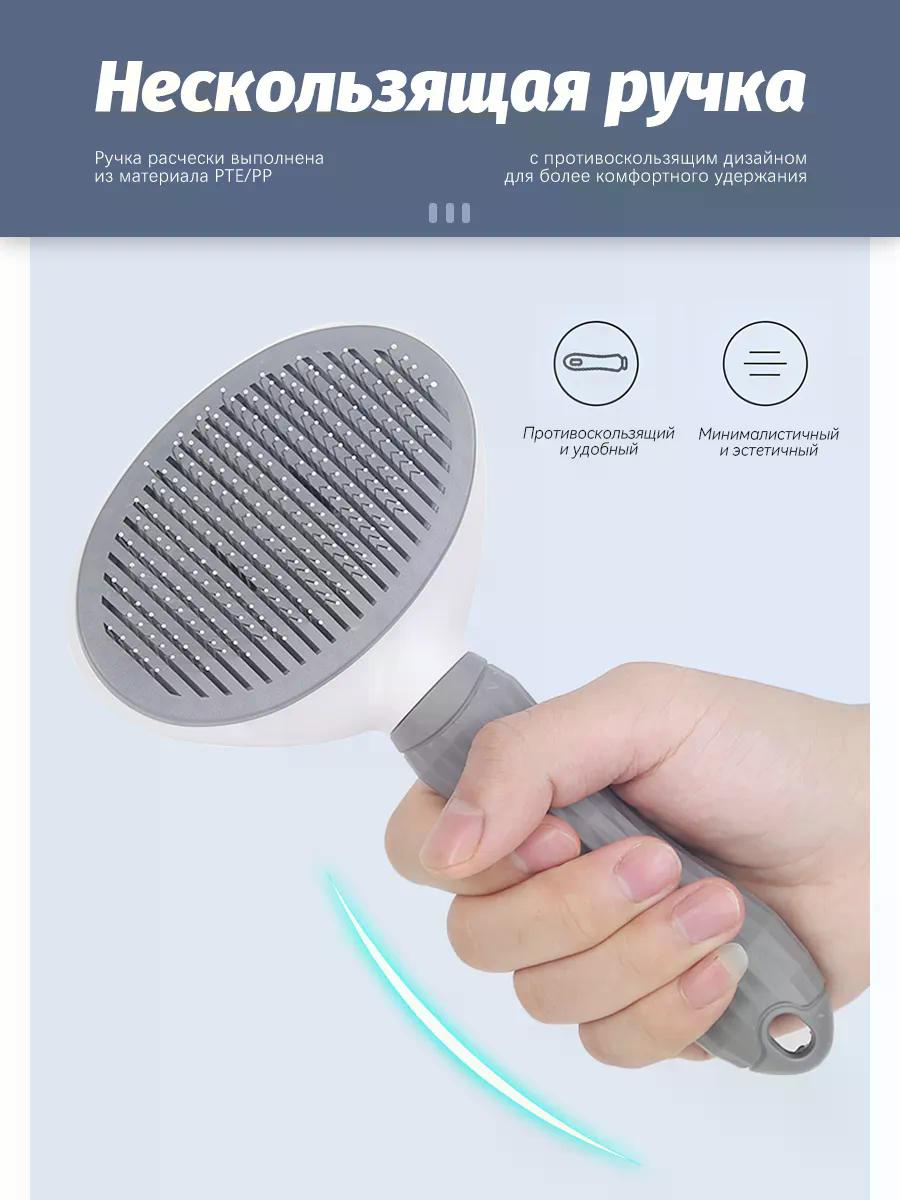 Нескользящая ручка
Ручка расчески выполнена
из материала PTE/PP
с противоскользящим дизайном
для более комфортного удержания
Противоскользящий
и удобный
Минималистичный
и эстетичный